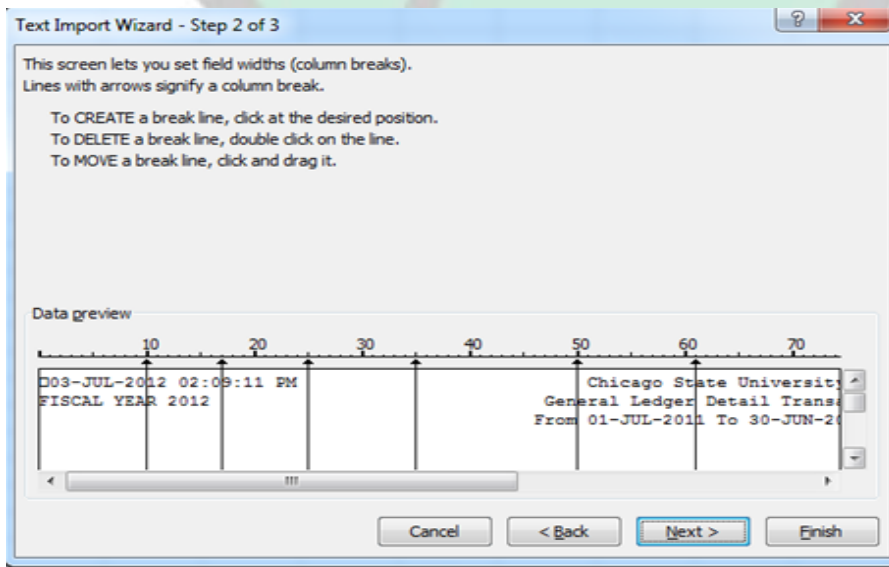 Text Import Wizard - Step 2 of 3
This screen lets you set field widths (column breaks).
Lines with arrows signify a column break.
To CREATE a break line, click at the desired position.
To DELETE a break line, double click on the line.
To MOVE a break line, click and drag it.
Data preview
10 20 30 40 50 60 70
03-JUL-2012 02:09:11 PM Chicago State University
FISCAL YEAR 2012 General Ledger Detail Transa
From 01-JUL-2011 To 30-JUN-20
Cancel < Back Next > Finish